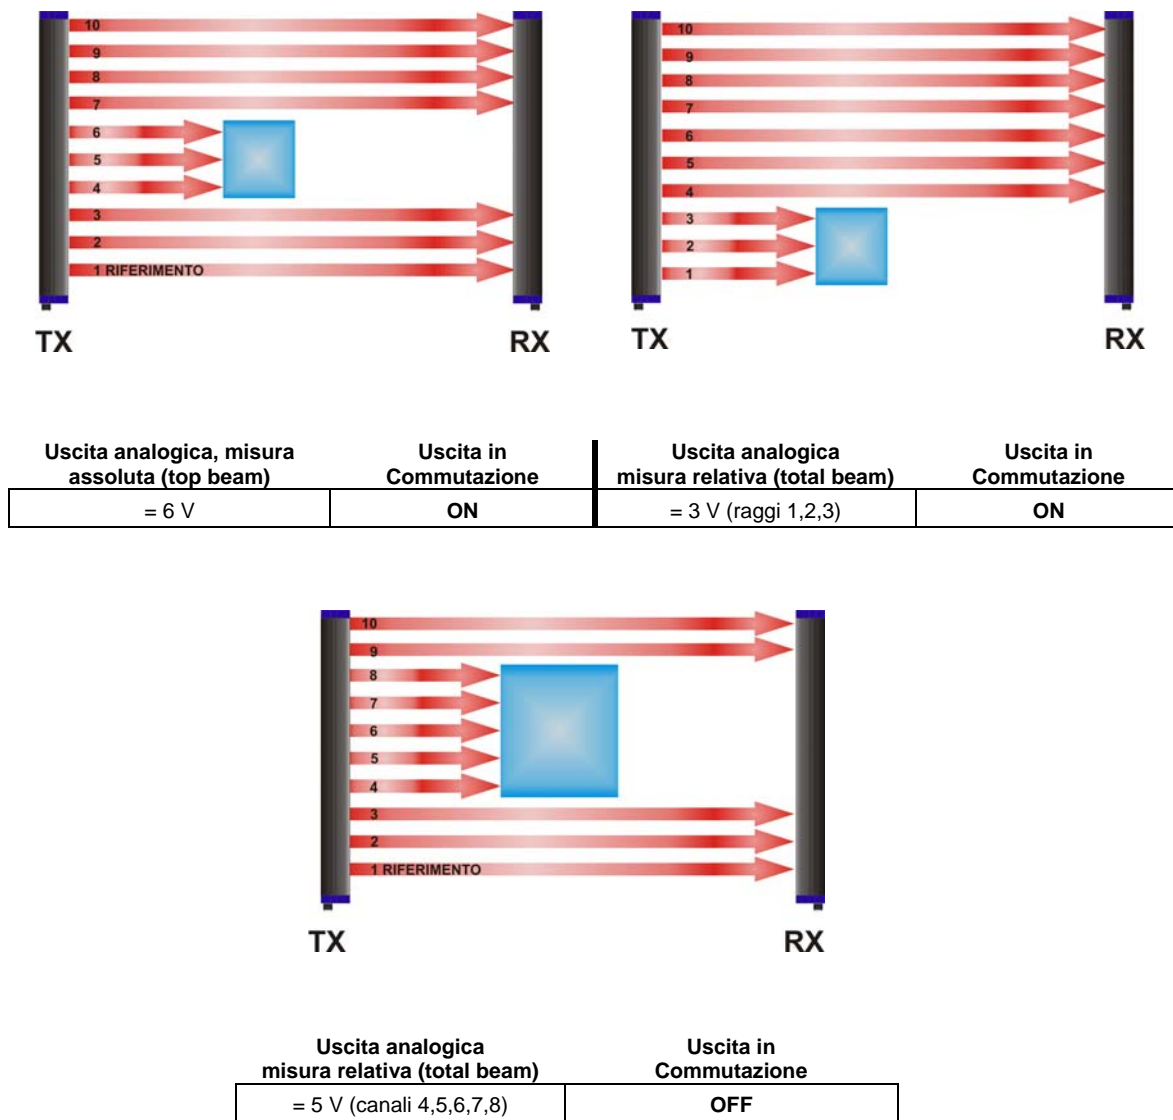 10
9
8
7
6
5
4
3
2
1 RIFERIMENTO
TX
RX
10
9
8
7
6
5
4
3
2
1
TX
RX
Uscita analogica, misura
assoluta (top beam)
Uscita in
Commutazione
Uscita analogica
misura relativa (total beam)
Uscita in
Commutazione
= 6 V
ON
= 3 V (raggi 1,2,3)
ON
10
9
8
7
6
5
4
3
2
1 RIFERIMENTO
TX
RX
Uscita analogica
misura relativa (total beam)
Uscita in
Commutazione
= 5 V (canali 4,5,6,7,8)
OFF